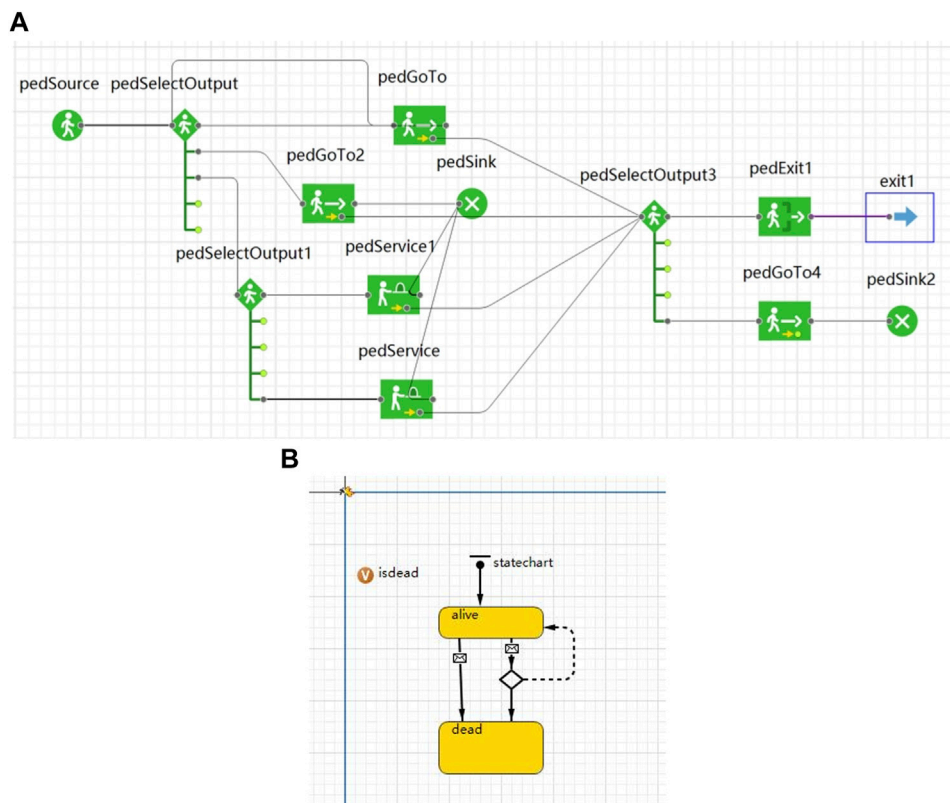 A
pedSource
pedSelectOutput
pedGoTo
pedGoTo2
pedSink
pedSelectOutput3
pedExit1
exit1
pedSelectOutput1
pedService1
pedGoTo4
pedSink2
pedService
B
V
isdead
statechart
alive
dead